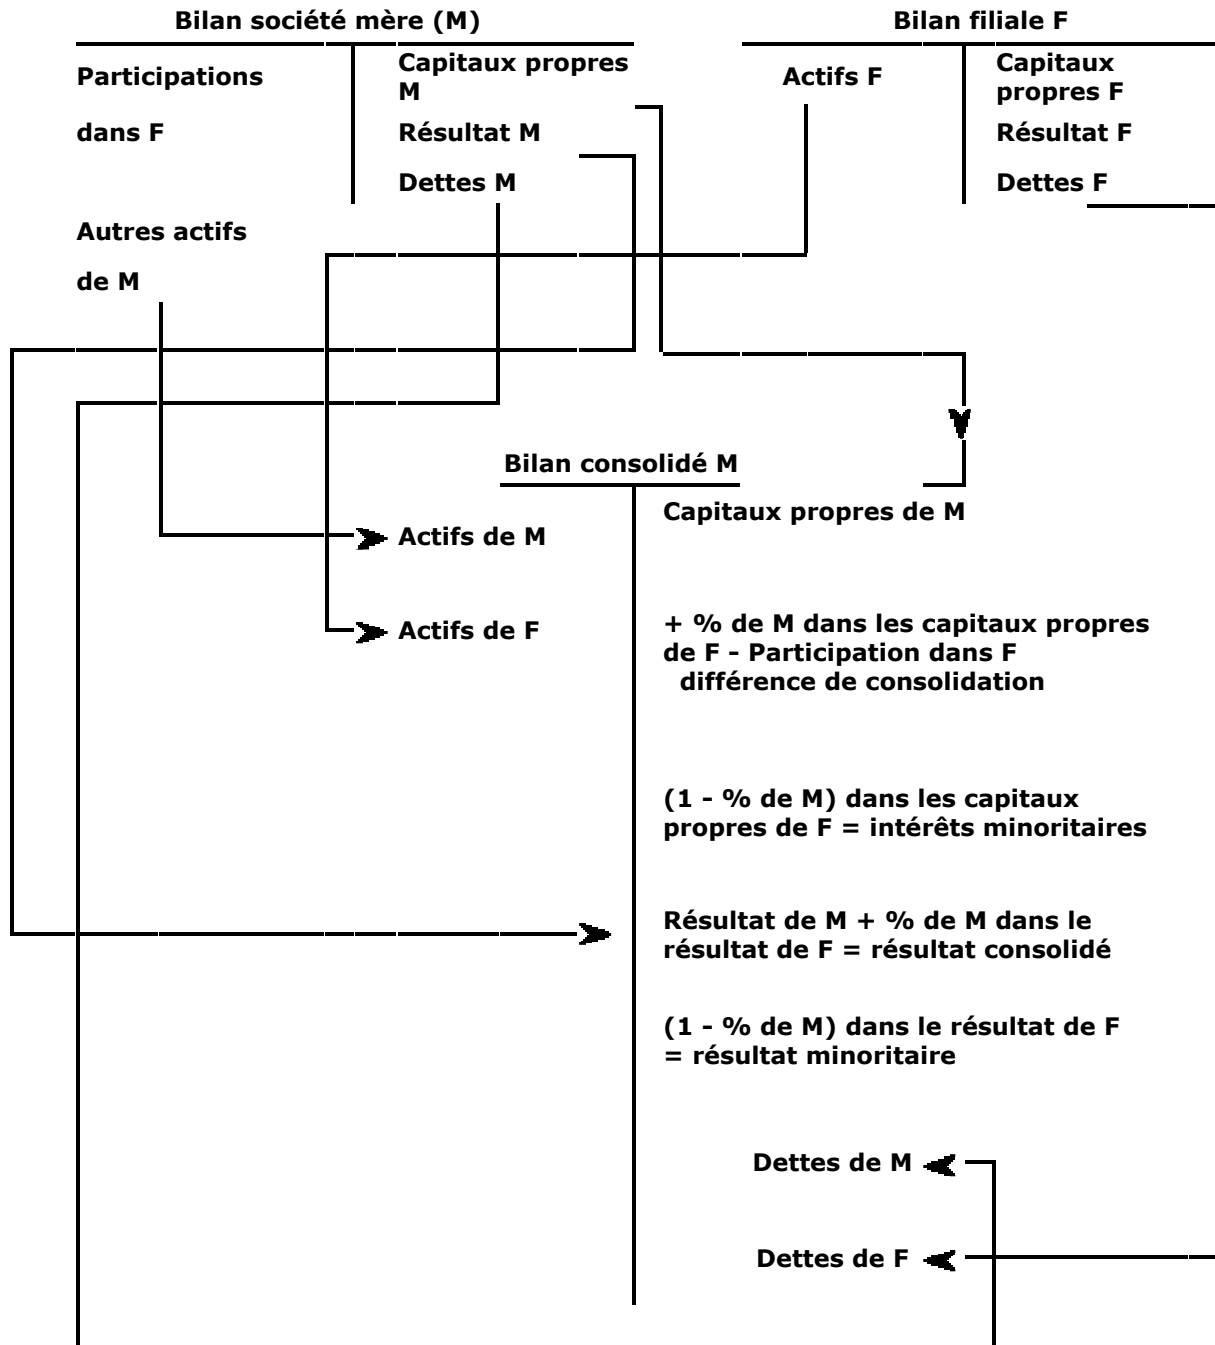 Bilan société mère (M)
Participations
dans F
Autres actifs
de M
Capitaux propres
M
Résultat M
Dettes M
Bilan filiale F
Actifs F
Capitaux
propres F
Résultat F
Dettes F
Bilan consolidé M
Actifs de M
Actifs de F
Capitaux propres de M
+ % de M dans les capitaux propres
de F - Participation dans F
différence de consolidation
(1 - % de M) dans les capitaux
propres de F = intérêts minoritaires
Résultat de M + % de M dans le
résultat de F = résultat consolidé
(1 - % de M) dans le résultat de F
= résultat minoritaire
Dettes de M
Dettes de F